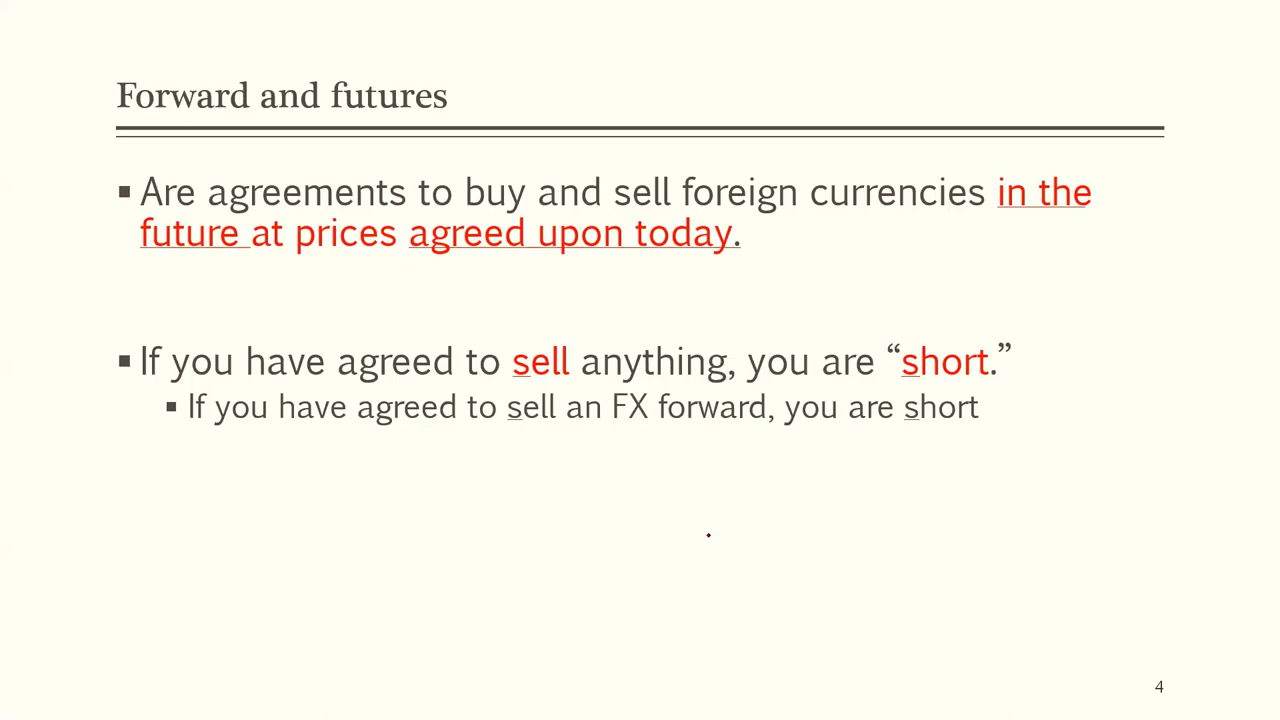 Forward and futures
▪ Are agreements to buy and sell foreign currencies in the
future at prices agreed upon today.
▪ If you have agreed to sell anything, you are “short.”
▪ If you have agreed to sell an FX forward, you are short
4